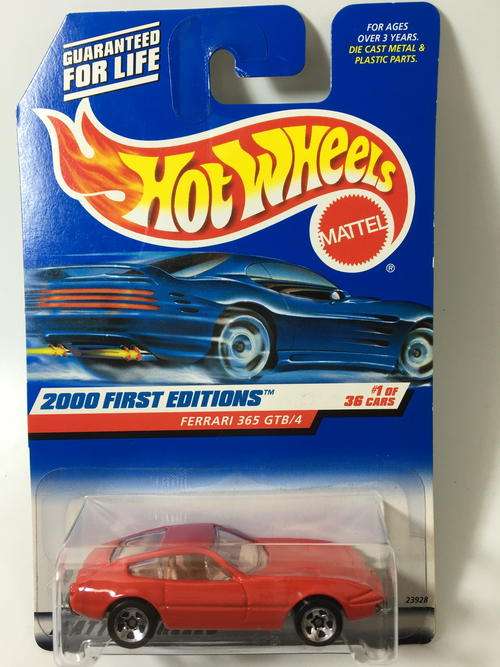 GUARANTEED
FOR LIFE
FOR AGES
OVER 3 YEARS.
DIE CAST METAL &
PLASTIC PARTS.
HOT WHEELS
MATTEL
®
2000 FIRST EDITIONS™
#1 OF
36 CARS
FERRARI 365 GTB/4
23928